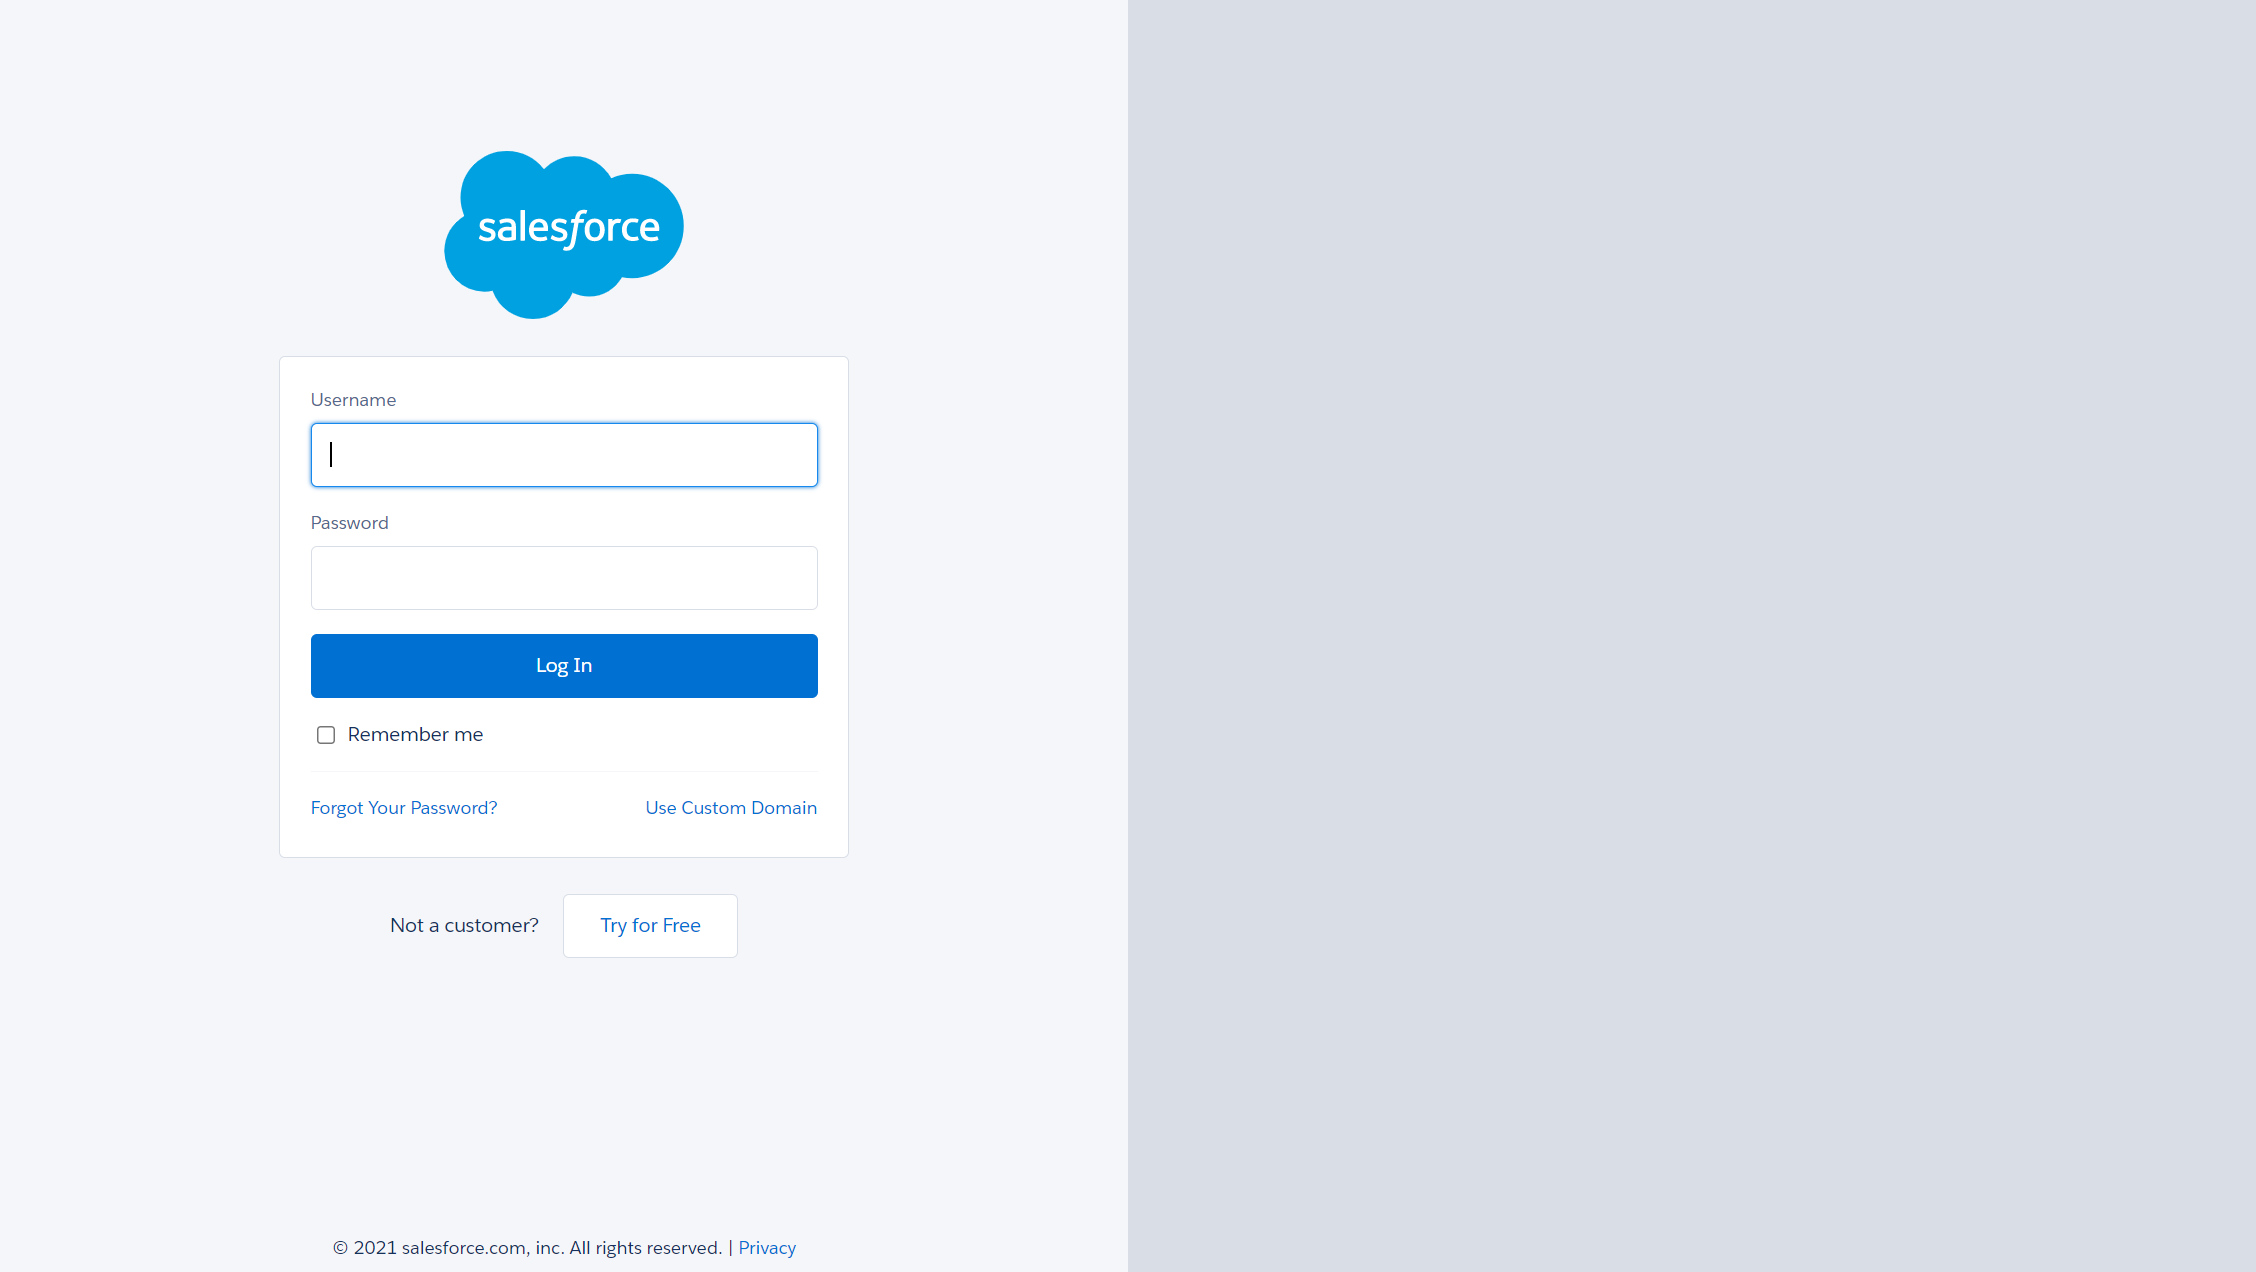 salesforce
Username
Password
Log In
Remember me
Forgot Your Password? Use Custom Domain
Not a customer? Try for Free
© 2021 salesforce.com, inc. All rights reserved. | Privacy